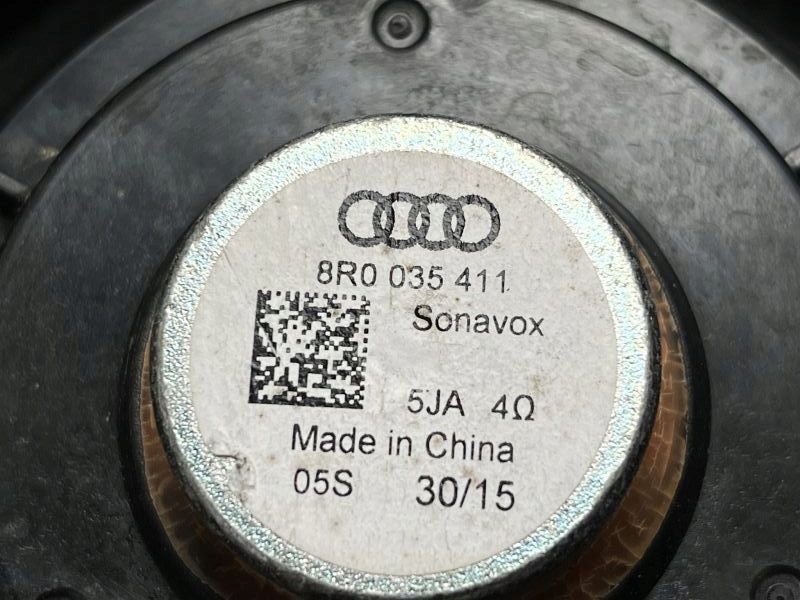 8R0 035 411
Sonavox
5JA 4Ω
Made in China
05S 30/15